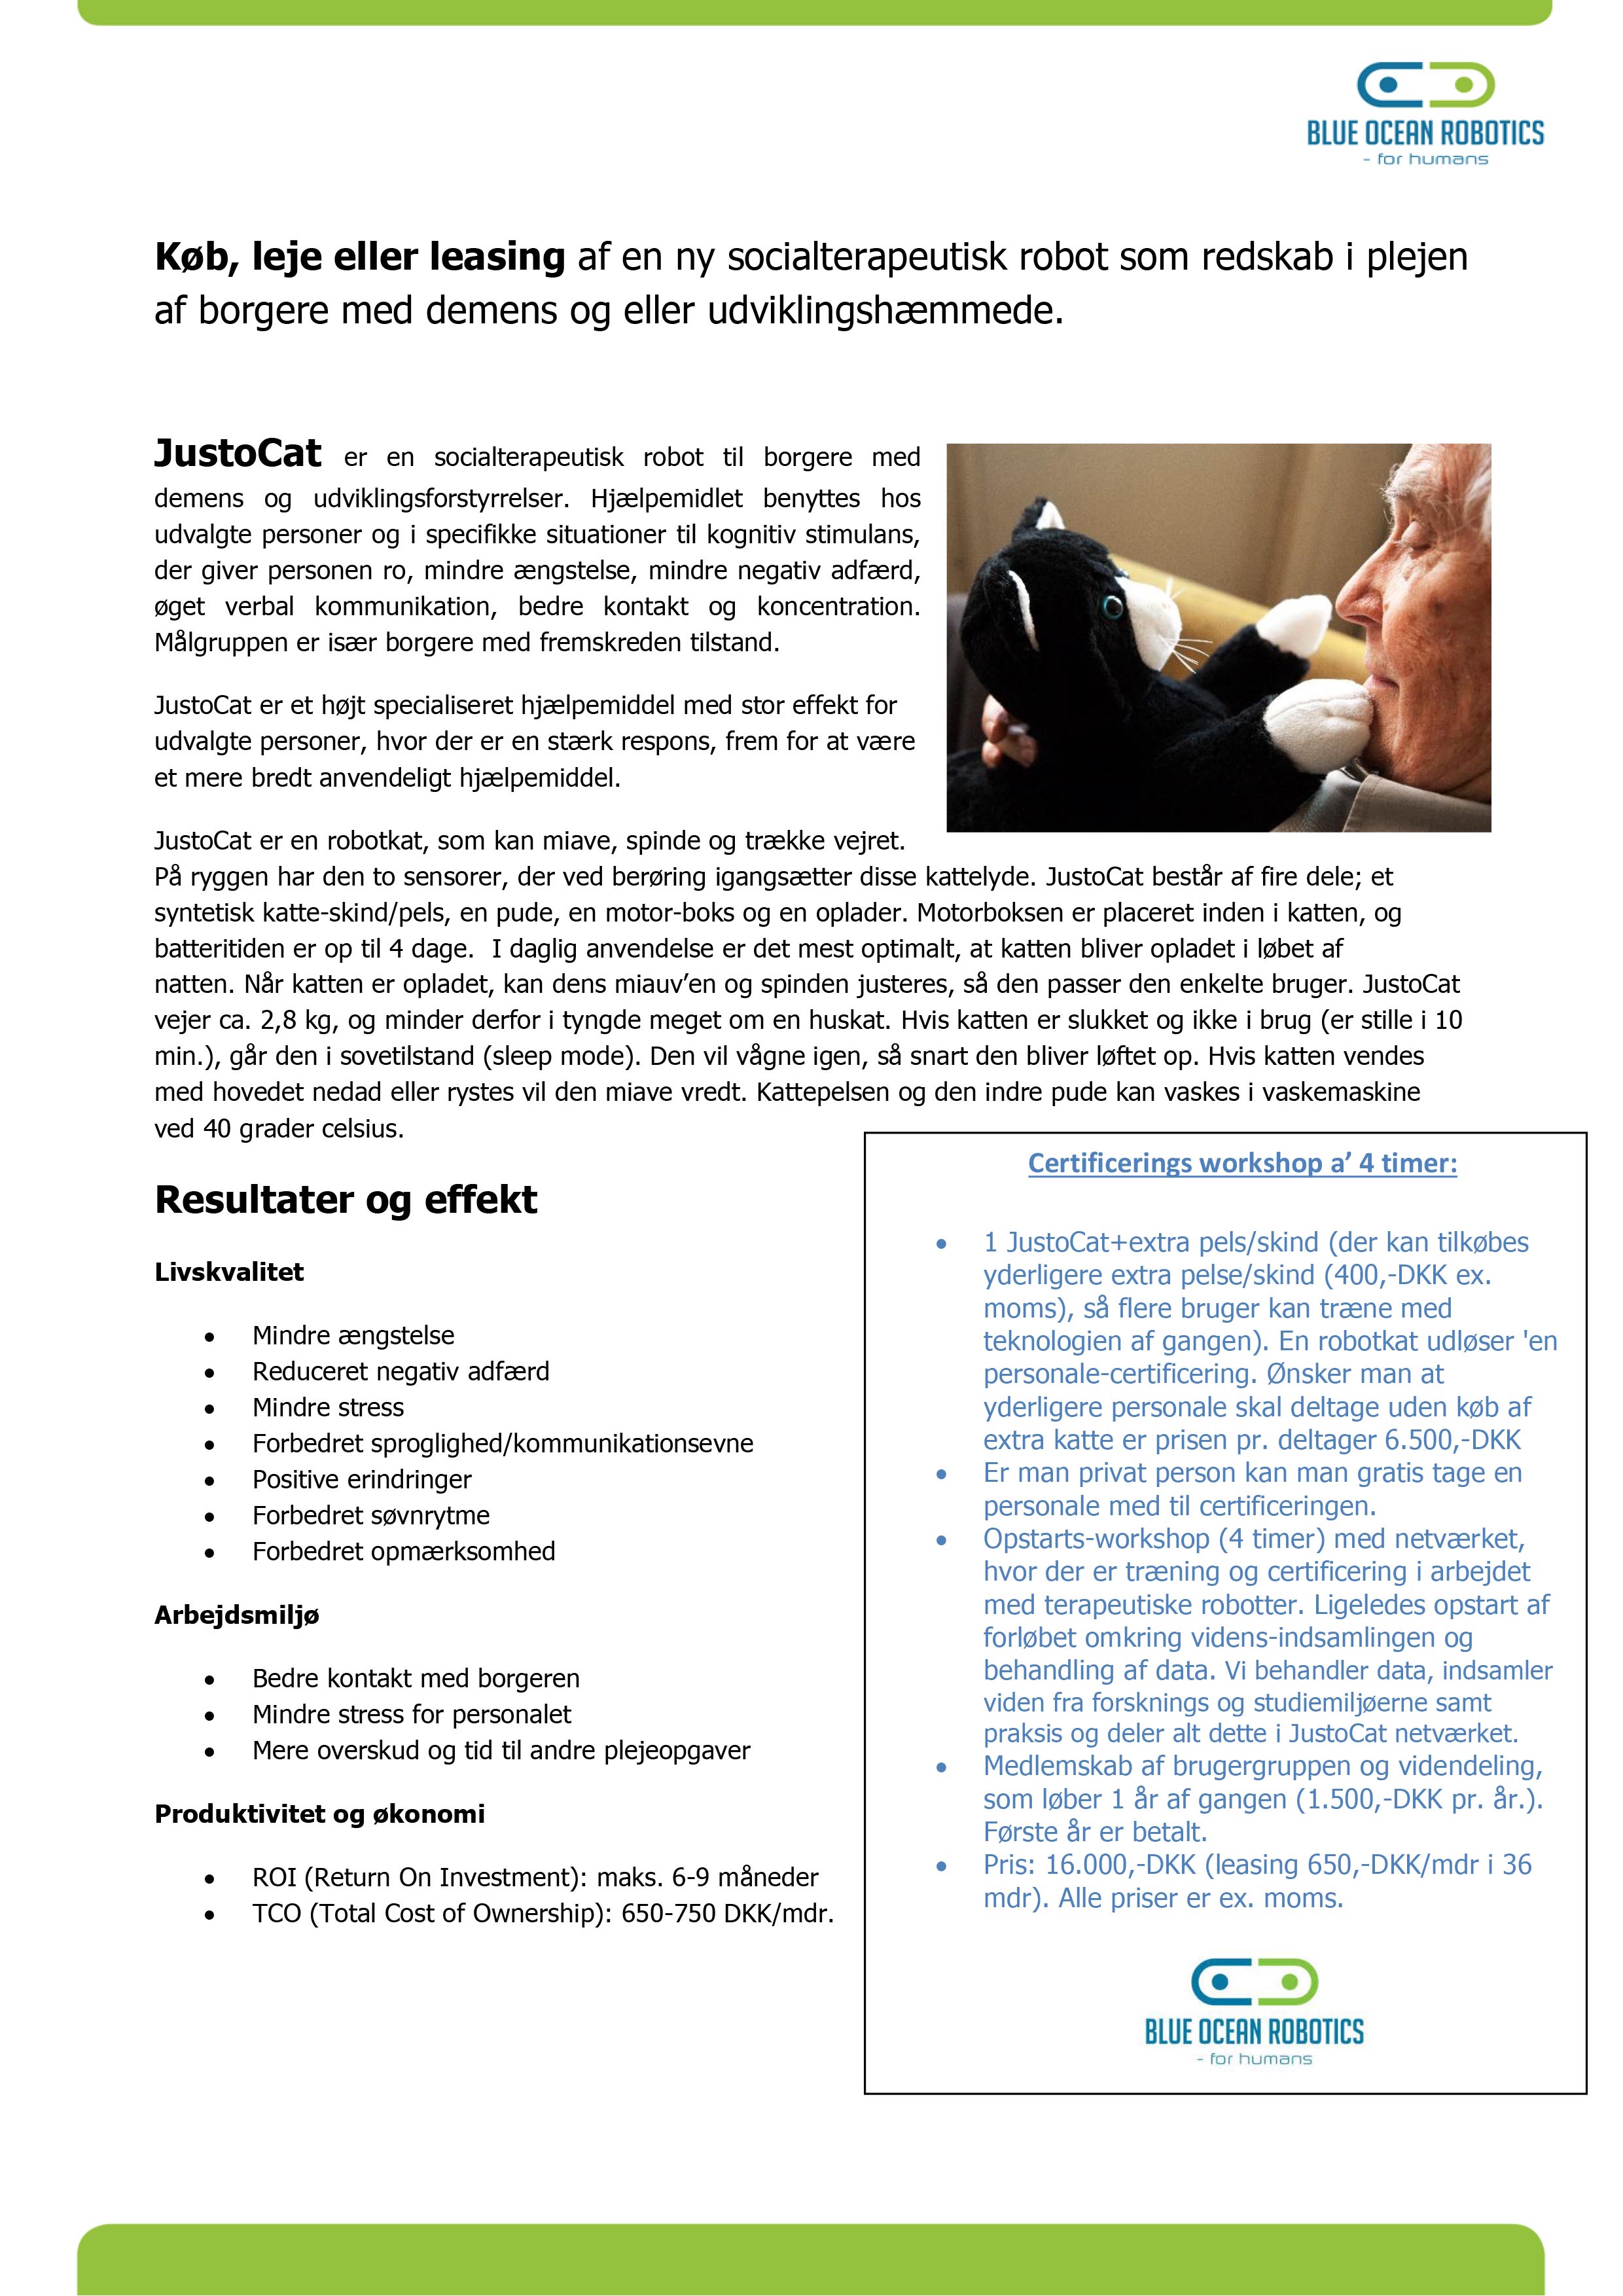 BLUE OCEAN ROBOTICS
- for humans
Køb, leje eller leasing af en ny socialterapeutisk robot som redskab i plejen
af borgere med demens og eller udviklingshæmmede.
JustoCat er en socialterapeutisk robot til borgere med
demens og udviklingsforstyrrelser. Hjælpemidlet benyttes hos
udvalgte personer og i specifikke situationer til kognitiv stimulans,
der giver personen ro, mindre ængstelse, mindre negativ adfærd,
øget verbal kommunikation, bedre kontakt og koncentration.
Målgruppen er især borgere med fremskreden tilstand.
JustoCat er et højt specialiseret hjælpemiddel med stor effekt for
udvalgte personer, hvor der er en stærk respons, frem for at være
et mere bredt anvendeligt hjælpemiddel.
JustoCat er en robotkat, som kan miave, spinde og trække vejret.
På ryggen har den to sensorer, der ved berøring igangsætter disse kattelyde. JustoCat består af fire dele; et
syntetisk katte-skind/pels, en pude, en motor-boks og en oplader. Motorboksen er placeret inden i katten, og
batteritiden er op til 4 dage.  I daglig anvendelse er det mest optimalt, at katten bliver opladet i løbet af
natten. Når katten er opladet, kan dens miauv’en og spinden justeres, så den passer den enkelte bruger. JustoCat
vejer ca. 2,8 kg, og minder derfor i tyngde meget om en huskat. Hvis katten er slukket og ikke i brug (er stille i 10
min.), går den i sovetilstand (sleep mode). Den vil vågne igen, så snart den bliver løftet op. Hvis katten vendes
med hovedet nedad eller rystes vil den miave vredt. Kattepelsen og den indre pude kan vaskes i vaskemaskine
ved 40 grader celsius.
Resultater og effekt
Livskvalitet
• Mindre ængstelse
• Reduceret negativ adfærd
• Mindre stress
• Forbedret sproglighed/kommunikationsevne
• Positive erindringer
• Forbedret søvnrytme
• Forbedret opmærksomhed
Arbejdsmiljø
• Bedre kontakt med borgeren
• Mindre stress for personalet
• Mere overskud og tid til andre plejeopgaver
Produktivitet og økonomi
• ROI (Return On Investment): maks. 6-9 måneder
• TCO (Total Cost of Ownership): 650-750 DKK/mdr.
Certificerings workshop a’ 4 timer:
• 1 JustoCat+extra pels/skind (der kan tilkøbes
yderligere extra pelse/skind (400,-DKK ex.
moms), så flere bruger kan træne med
teknologien af gangen). En robotkat udløser 'en
personale-certificering. Ønsker man at
yderligere personale skal deltage uden køb af
extra katte er prisen pr. deltager 6.500,-DKK
• Er man privat person kan man gratis tage en
personale med til certificeringen.
• Opstarts-workshop (4 timer) med netværket,
hvor der er træning og certificering i arbejdet
med terapeutiske robotter. Ligeledes opstart af
forløbet omkring videns-indsamlingen og
behandling af data. Vi behandler data, indsamler
viden fra forsknings og studiemiljøerne samt
praksis og deler alt dette i JustoCat netværket.
• Medlemskab af brugergruppen og videndeling,
som løber 1 år af gangen (1.500,-DKK pr. år.).
Første år er betalt.
• Pris: 16.000,-DKK (leasing 650,-DKK/mdr i 36
mdr). Alle priser er ex. moms.
BLUE OCEAN ROBOTICS
- for humans